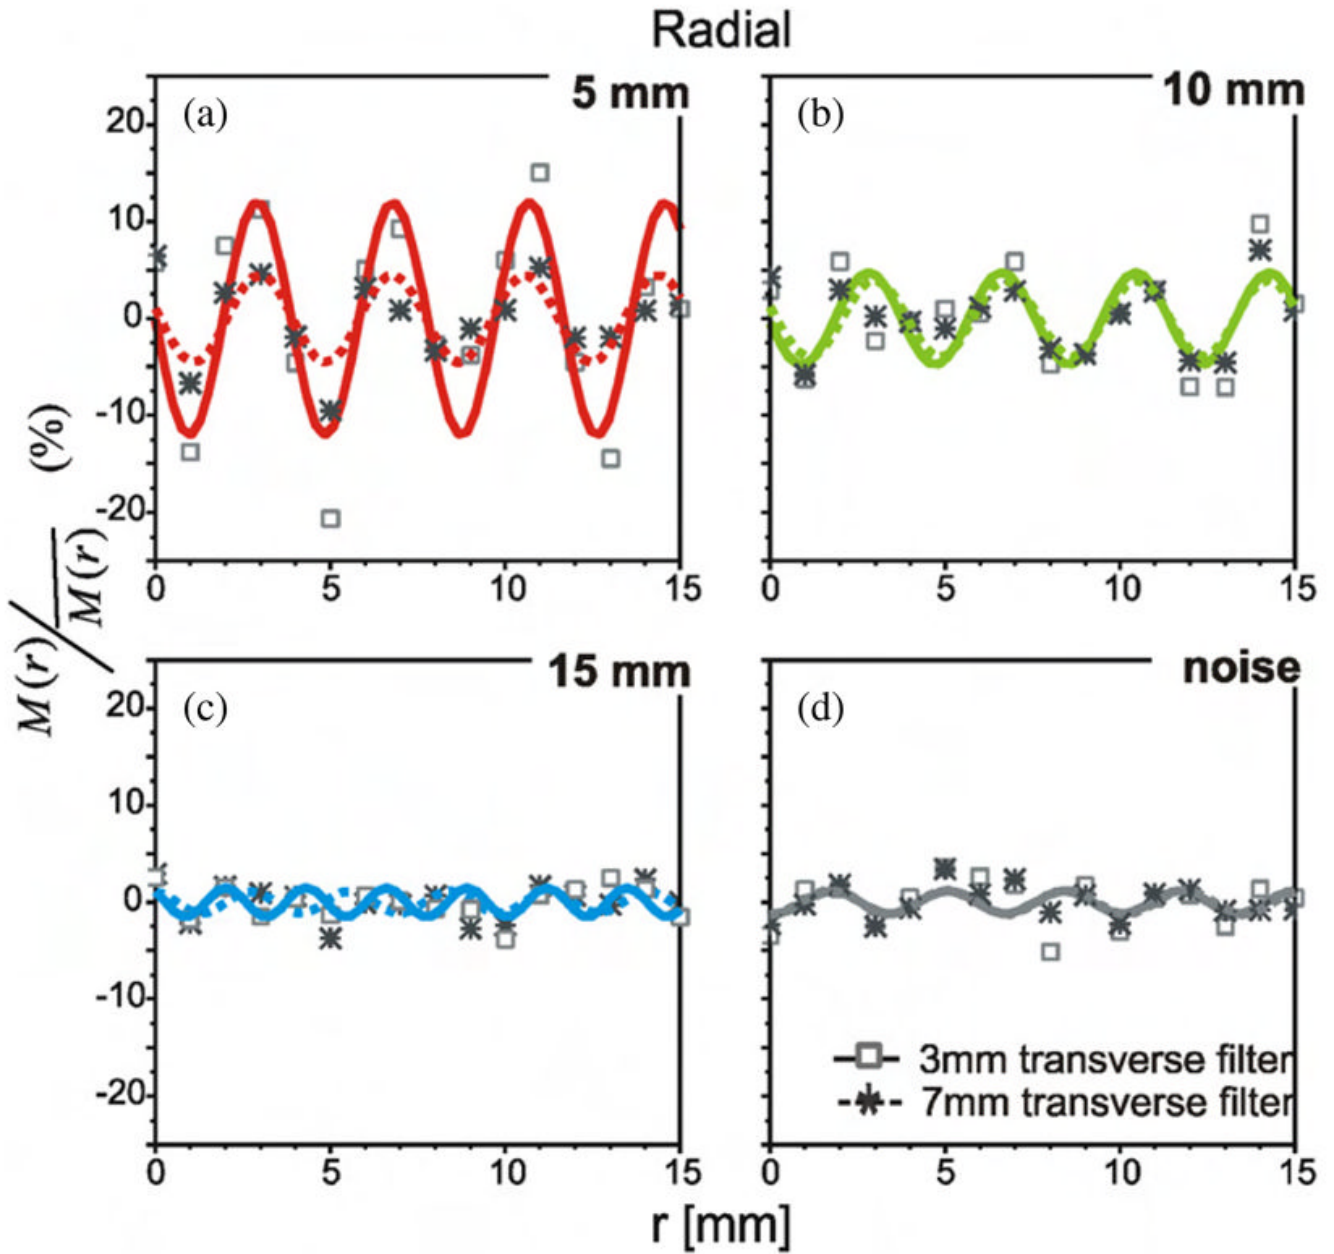 Radial
(a)
5 mm
20
10
0
-10
-20
0 5 10 15
(b)
10 mm
0 5 10 15
M(r) / M(r) (%)
(c)
15 mm
20
10
0
-10
-20
0 5 10 15
(d)
noise
3mm transverse filter
7mm transverse filter
0 5 10 15
r [mm]